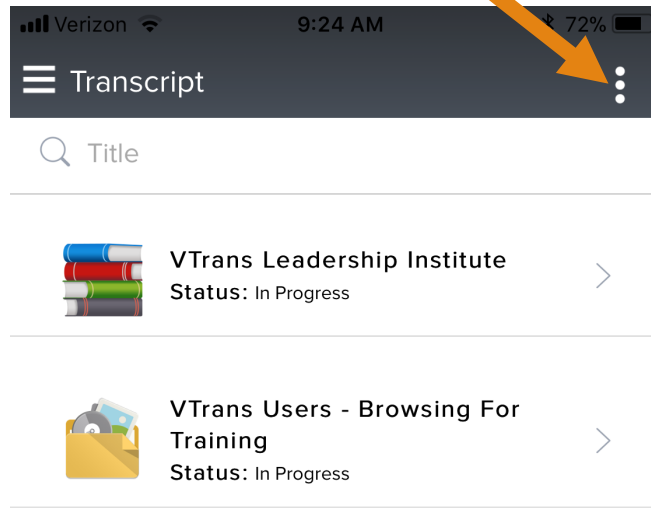 Verizon 9:24 AM 72%
Transcript
Title
VTrans Leadership Institute
Status: In Progress
VTrans Users - Browsing For
Training
Status: In Progress